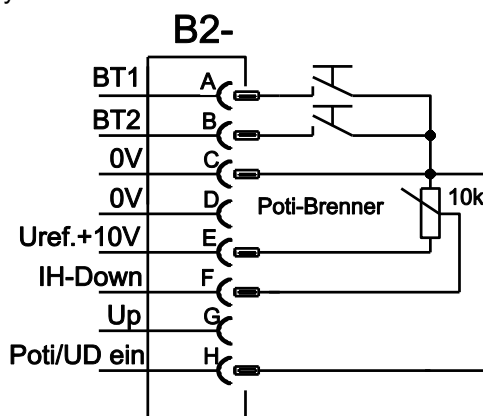 B2-
BT1 A
BT2 B
0V C
0V D Poti-Brenner 10k
Uref.+10V E
IH-Down F
Up G
Poti/UD ein H